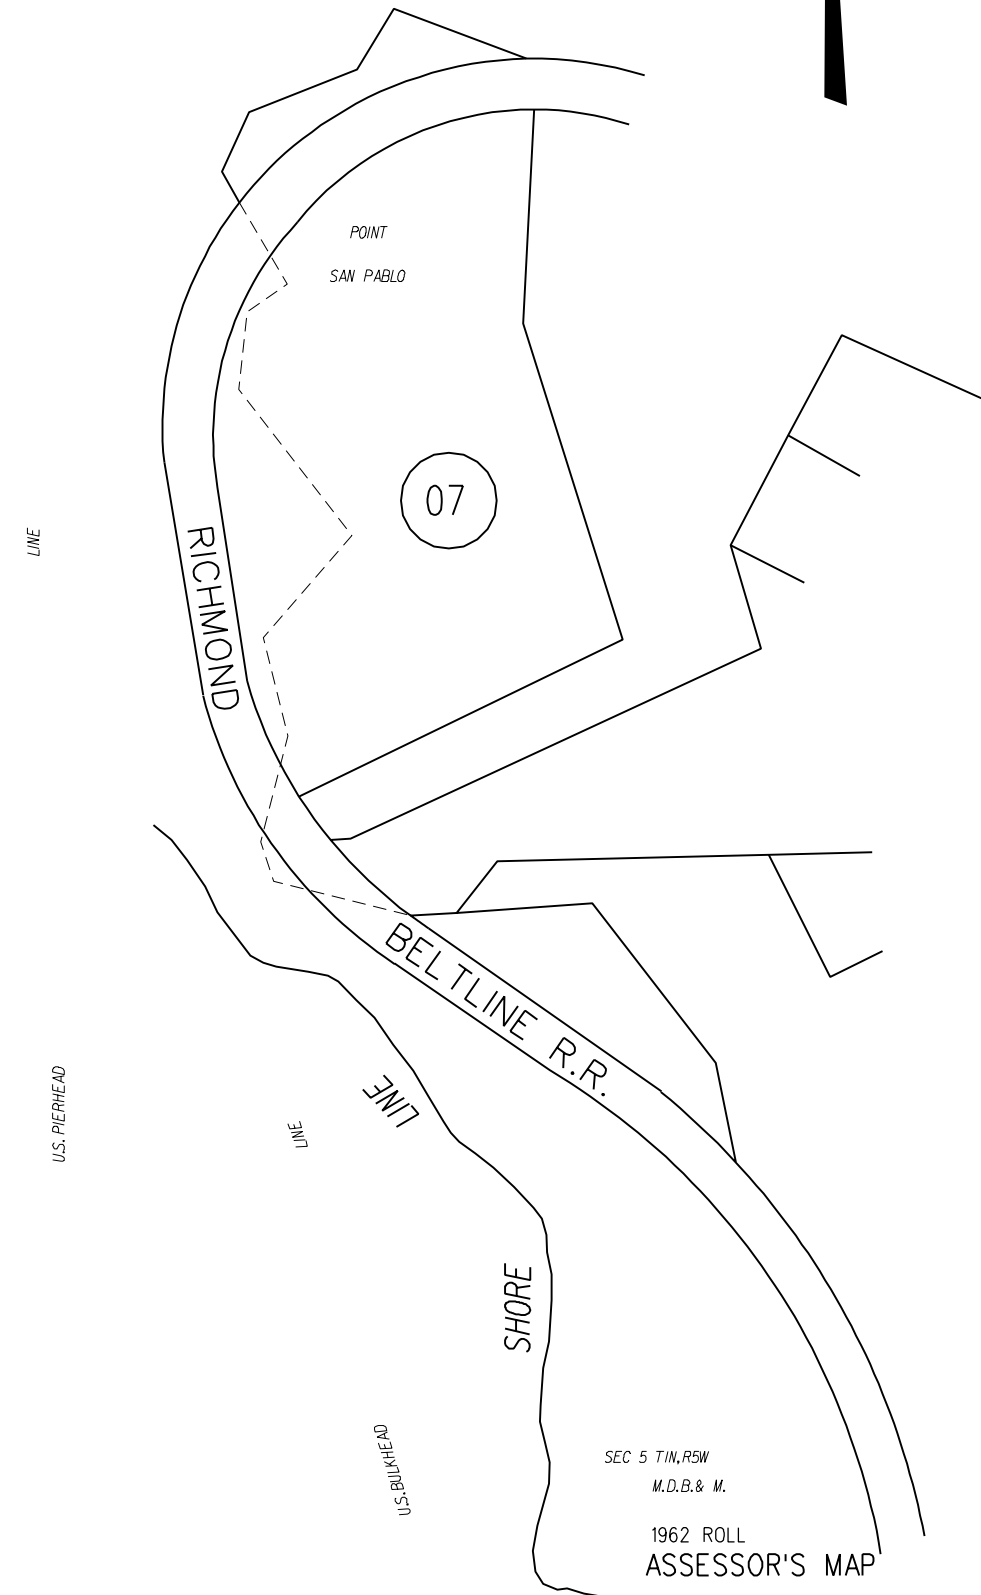 POINT
SAN PABLO
07
LINE
RICHMOND
BELTLINE R.R.
U.S. PIERHEAD
LINE
LINE
SHORE
U.S. BULKHEAD
SEC 5 T1N,R5W
M.D.B.& M.
1962 ROLL
ASSESSOR'S MAP